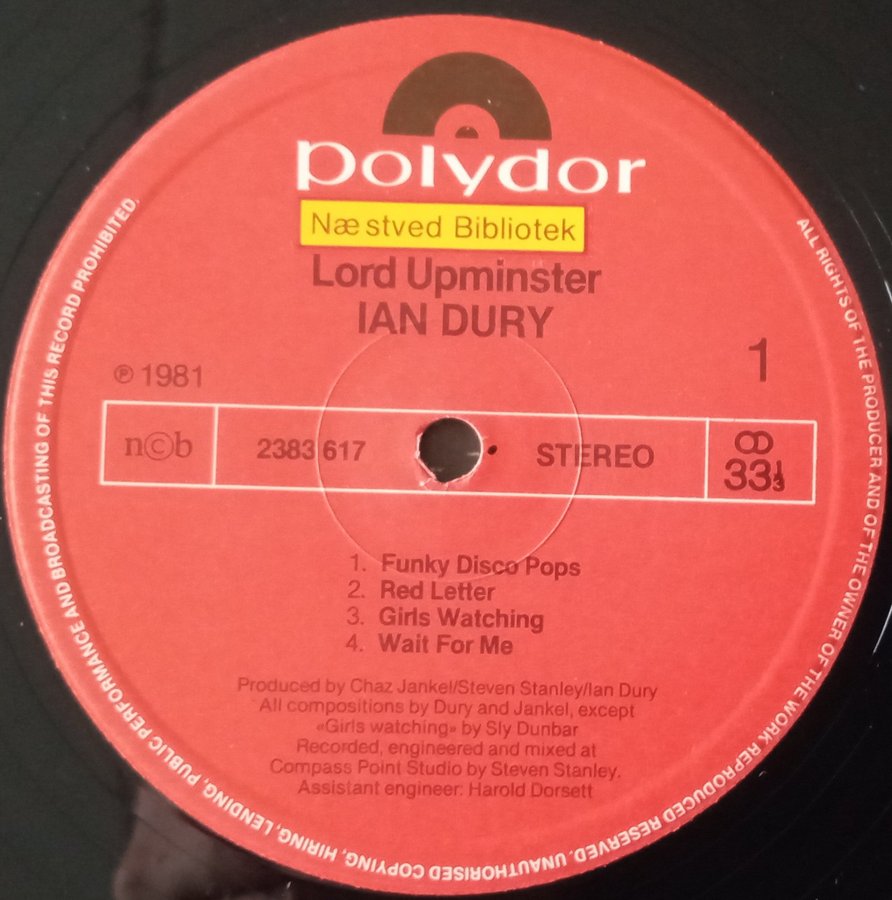 polydor
Næstved Bibliotek
Lord Upminster
IAN DURY
℗ 1981
1
n©b
2383 617
STEREO
33⅓
1. Funky Disco Pops
2. Red Letter
3. Girls Watching
4. Wait For Me
Produced by Chaz Jankel/Steven Stanley/Ian Dury
All compositions by Dury and Jankel, except
«Girls watching» by Sly Dunbar
Recorded, engineered and mixed at
Compass Point Studio by Steven Stanley.
Assistant engineer: Harold Dorsett
ALL RIGHTS OF THE PRODUCER AND OF THE OWNER OF THE WORK REPRODUCED RESERVED. UNAUTHORISED COPYING, HIRING, LENDING, PUBLIC PERFORMANCE AND BROADCASTING OF THIS RECORD PROHIBITED.